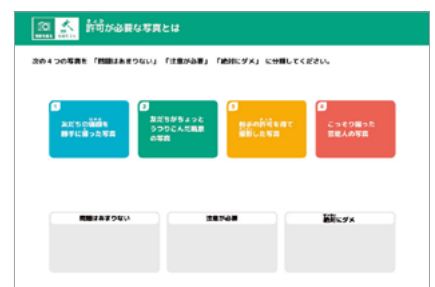 許可が必要な写真とは
次の4つの写真を「問題はあまりない」「注意が必要」「絶対にダメ」に分類してください。
1
友だちの寝顔を
勝手に撮った写真
2
友だちがちょっと
うつりこんだ風景
の写真
3
相手の許可を得て
撮影した写真
4
こっそり撮った
芸能人の写真
問題はあまりない
注意が必要
絶対にダメ